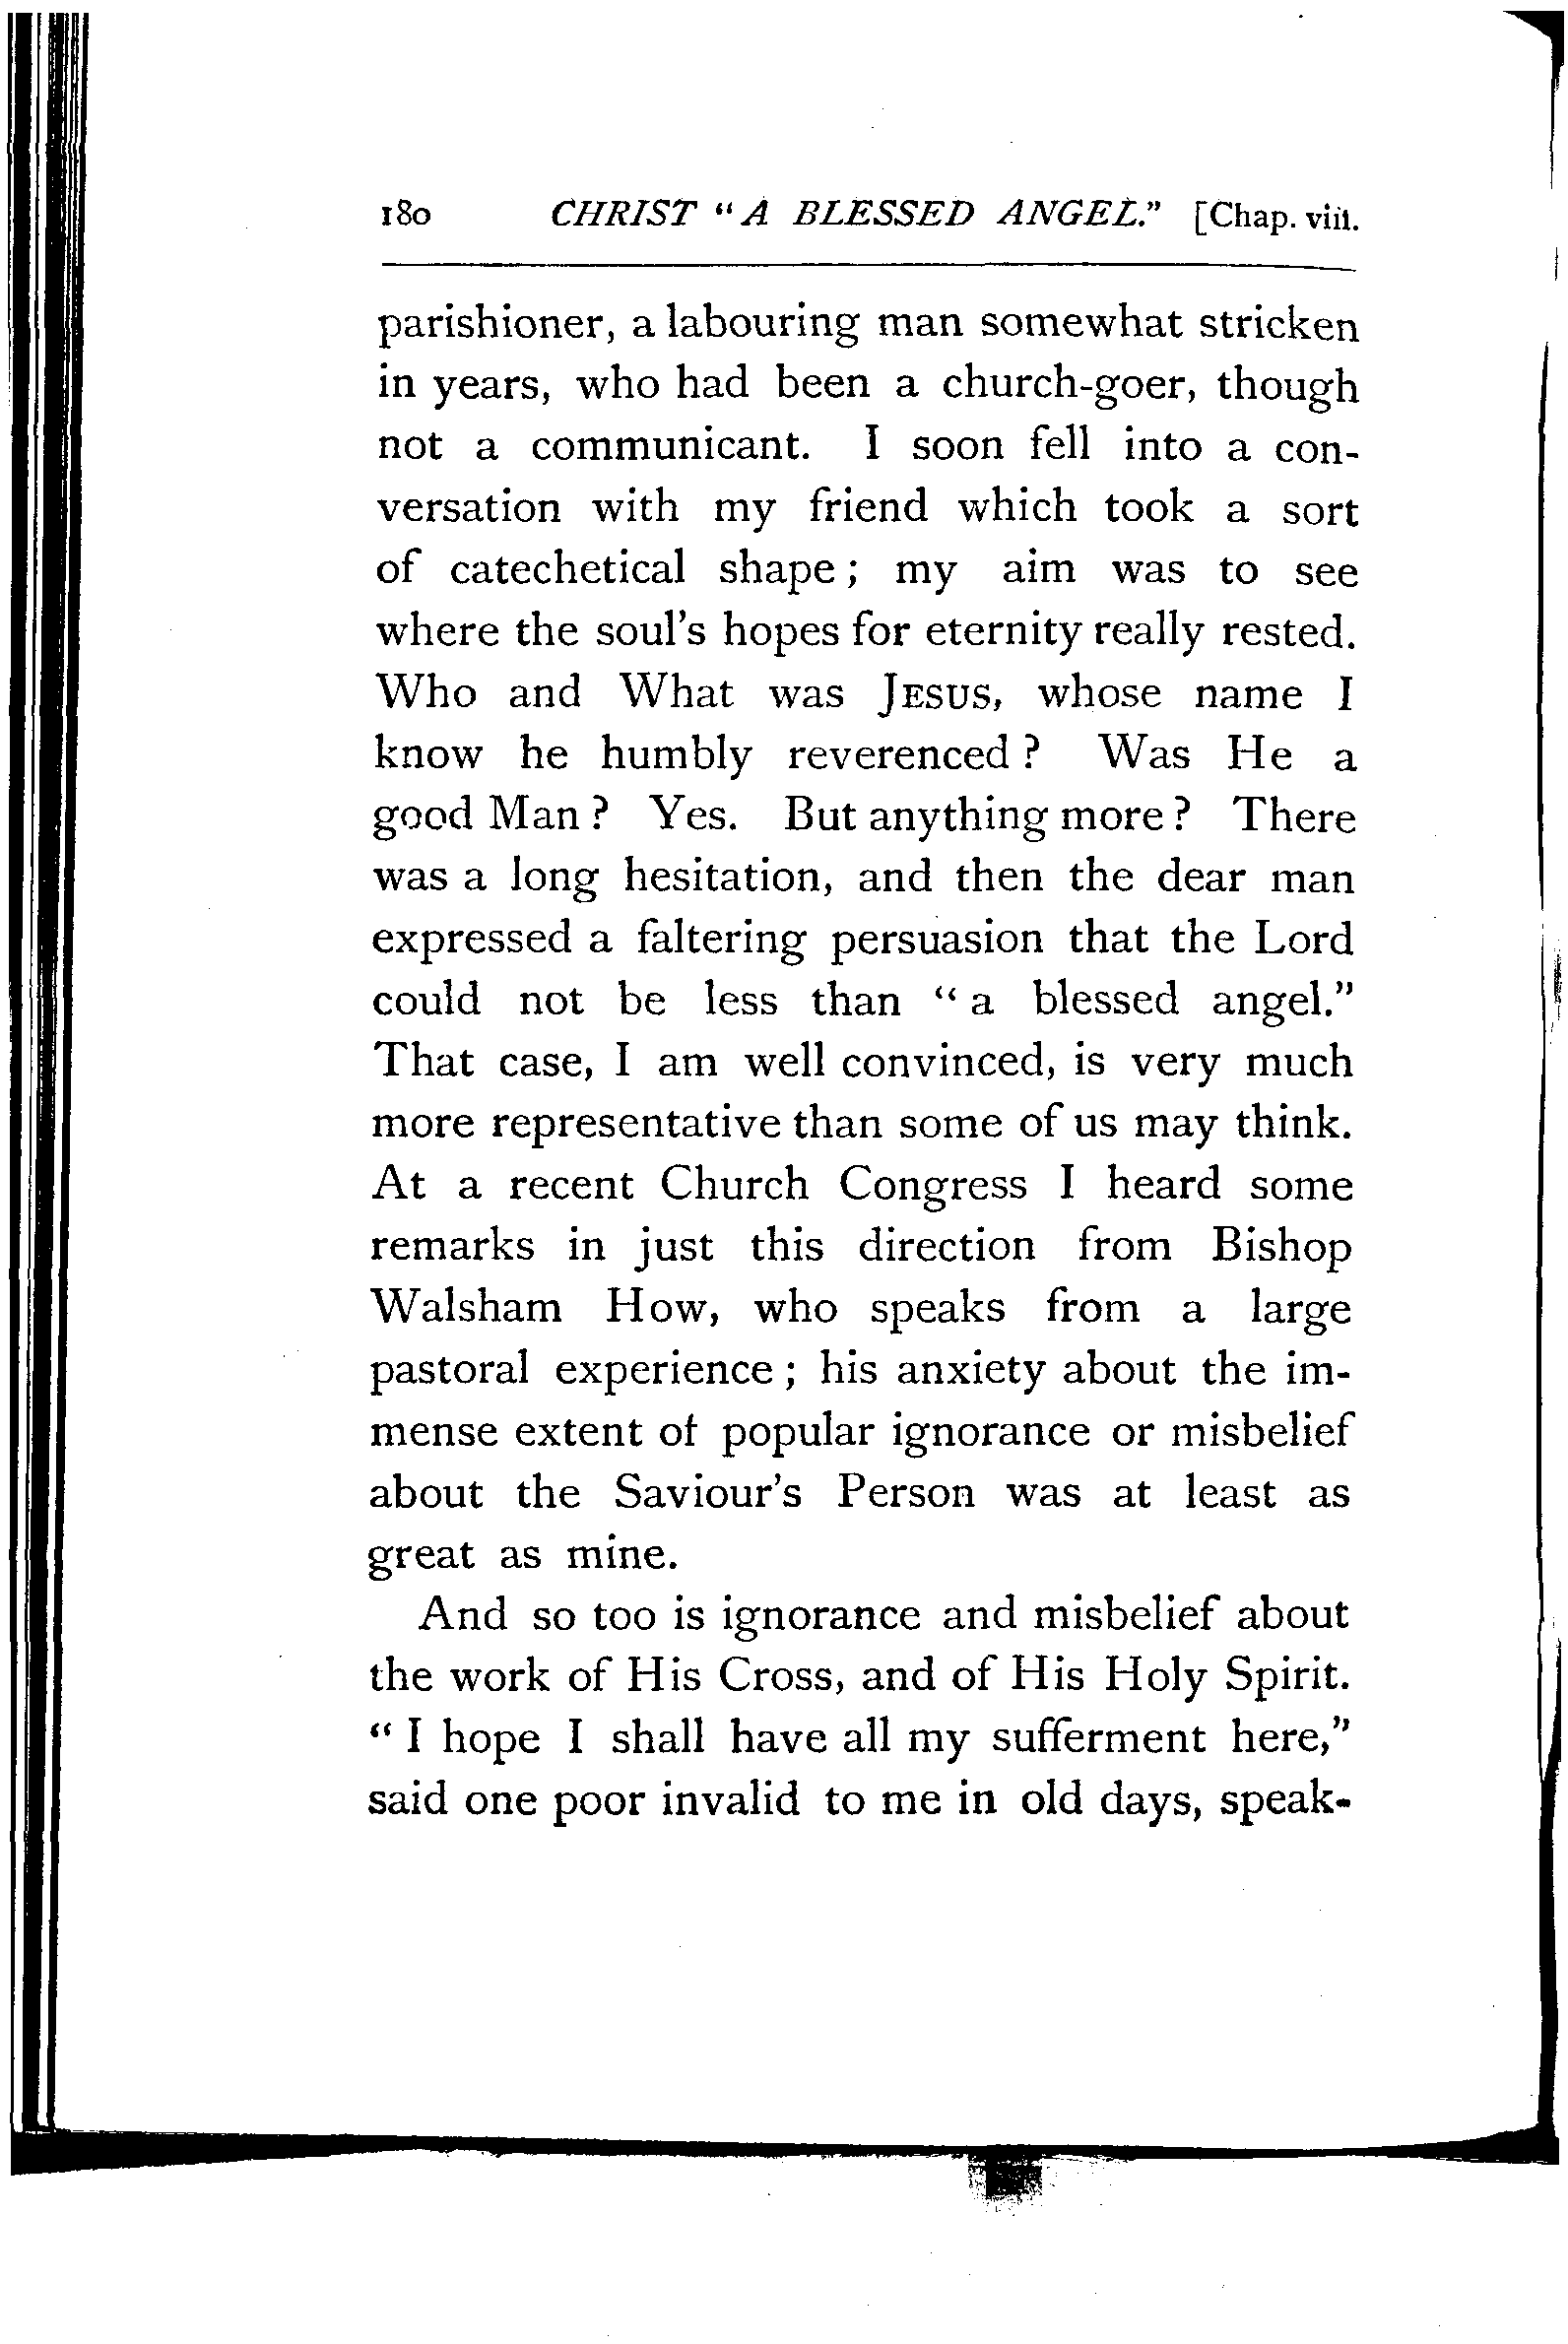 180 CHRIST "A BLESSED ANGEL." [Chap. viii.
parishioner, a labouring man somewhat stricken
in years, who had been a church-goer, though
not a communicant. I soon fell into a con-
versation with my friend which took a sort
of catechetical shape; my aim was to see
where the soul's hopes for eternity really rested.
Who and What was JESUS, whose name I
know he humbly reverenced? Was He a
good Man? Yes. But anything more? There
was a long hesitation, and then the dear man
expressed a faltering persuasion that the Lord
could not be less than "a blessed angel."
That case, I am well convinced, is very much
more representative than some of us may think.
At a recent Church Congress I heard some
remarks in just this direction from Bishop
Walsham How, who speaks from a large
pastoral experience; his anxiety about the im-
mense extent of popular ignorance or misbelief
about the Saviour's Person was at least as
great as mine.
And so too is ignorance and misbelief about
the work of His Cross, and of His Holy Spirit.
"I hope I shall have all my sufferment here,"
said one poor invalid to me in old days, speak-